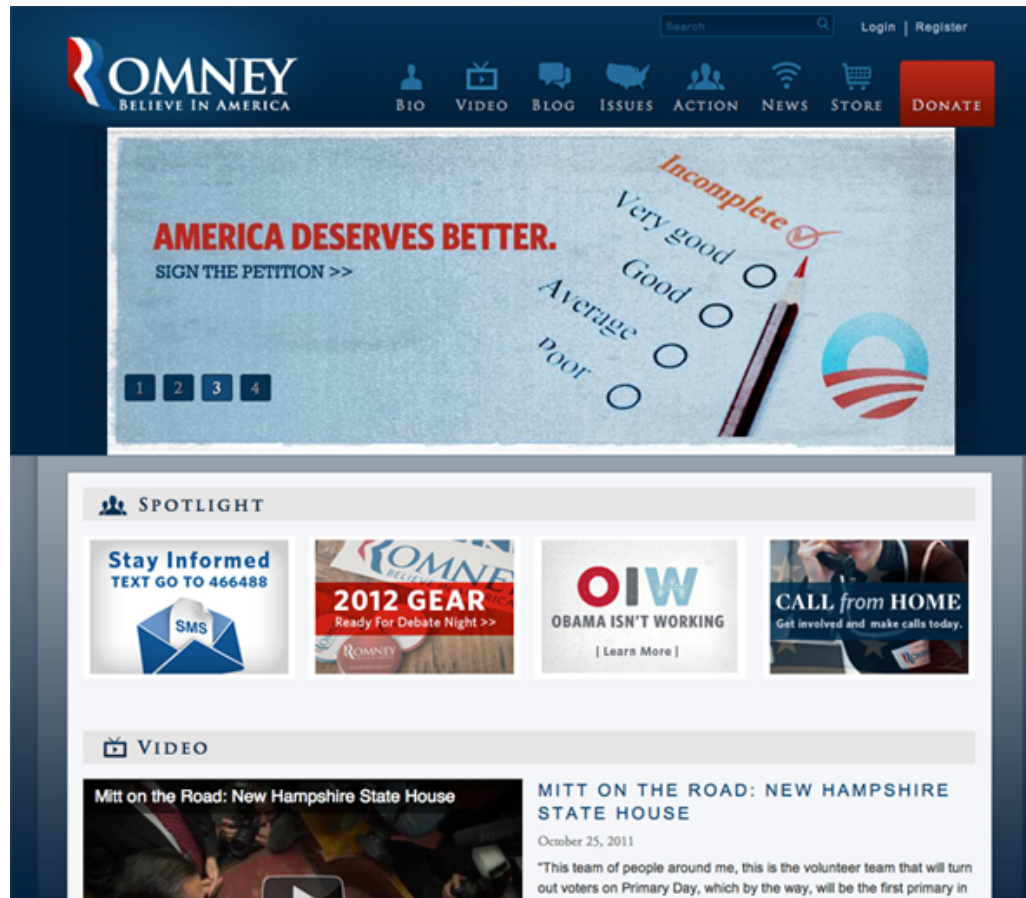 Search
Login | Register
ROMNEY
BELIEVE IN AMERICA
BIO
VIDEO
BLOG
ISSUES
ACTION
NEWS
STORE
DONATE
AMERICA DESERVES BETTER.
SIGN THE PETITION >>
Incomplete
Very good
Good
Average
Poor
1 2 3 4
SPOTLIGHT
Stay Informed
TEXT GO TO 466488
SMS
ROMNEY
BELIEVE IN AMERICA
2012 GEAR
Ready For Debate Night >>
ROMNEY
OIW
OBAMA ISN'T WORKING
| Learn More |
CALL from HOME
Get involved and make calls today.
VIDEO
Mitt on the Road: New Hampshire State House
MITT ON THE ROAD: NEW HAMPSHIRE
STATE HOUSE
October 25, 2011
"This team of people around me, this is the volunteer team that will turn
out voters on Primary Day, which by the way, will be the first primary in